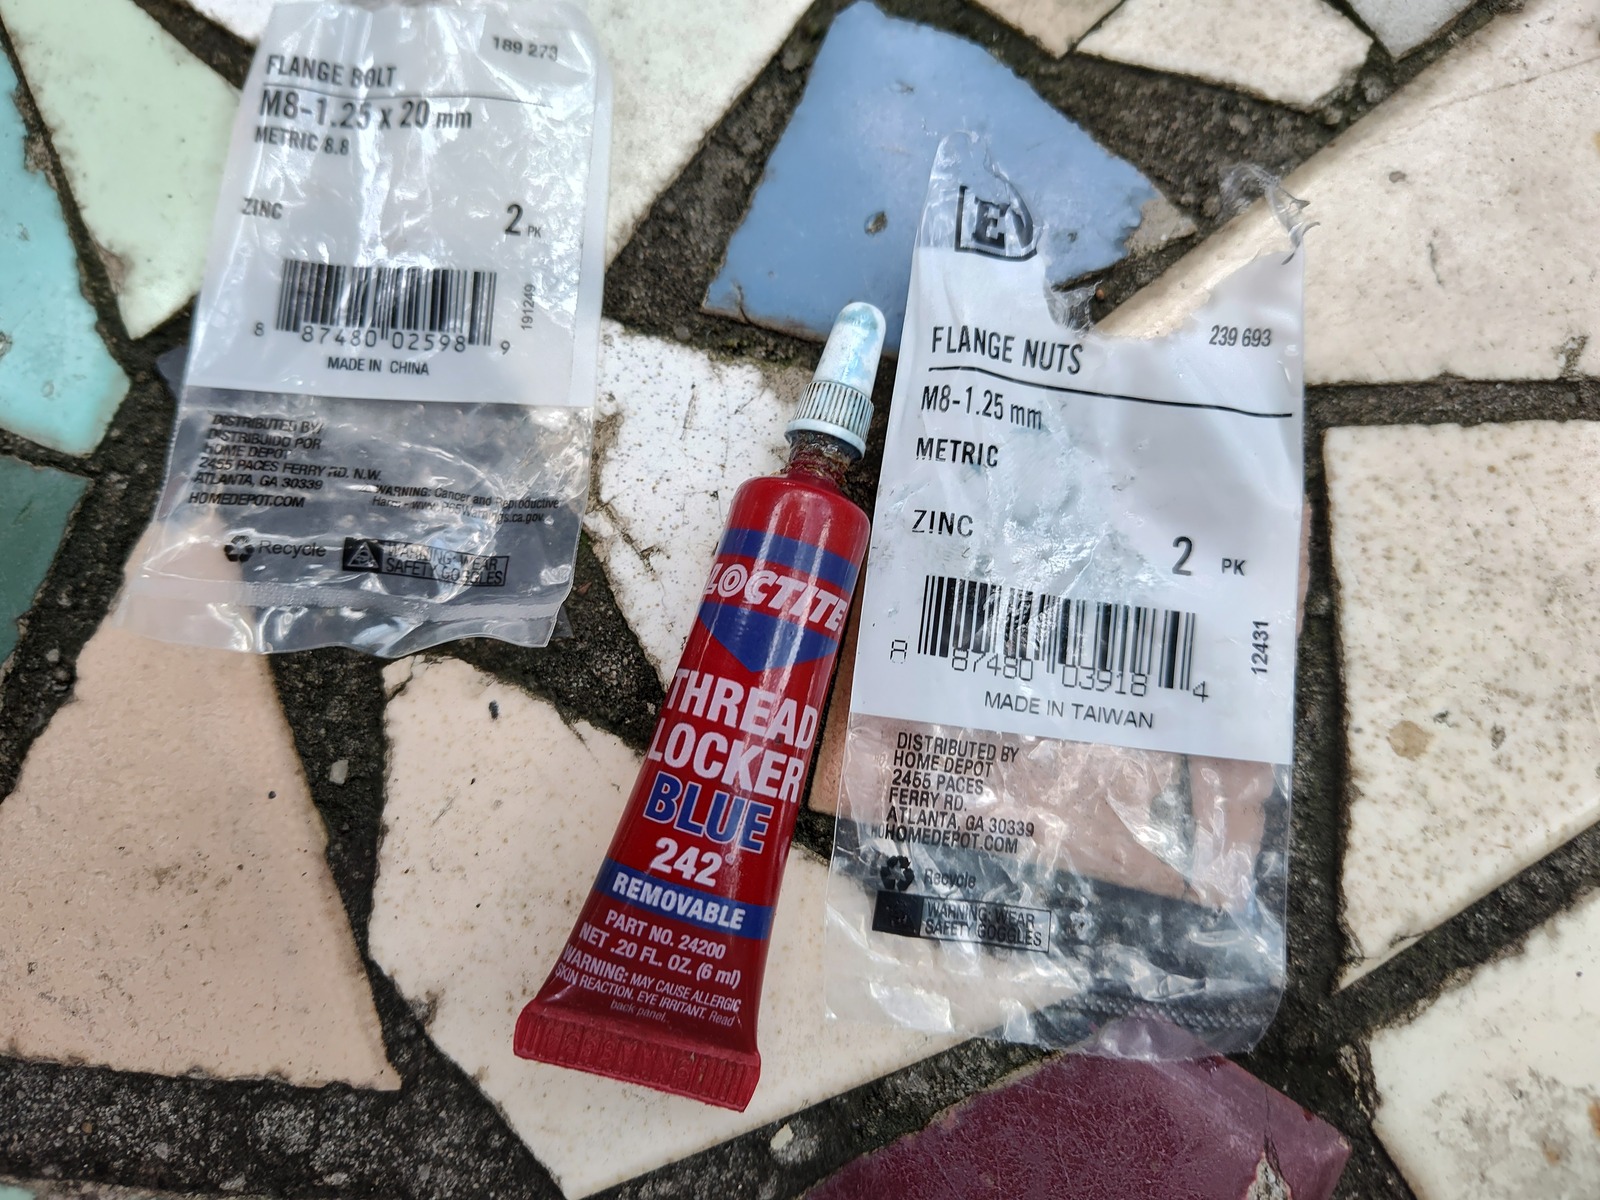 189 273
FLANGE BOLT
M8-1.25 x 20 mm
METRIC 8.8
ZINC
2 PK
8 87480 02598 9
191249
MADE IN CHINA
DISTRIBUTED BY/
DISTRIBUIDO POR
HOME DEPOT
2455 PACES FERRY RD. N.W.
ATLANTA, GA 30339
HOMEDEPOT.COM
WARNING: Cancer and Reproductive
Harm - www.P65Warnings.ca.gov
Recycle
WARNING: WEAR
SAFETY GOGGLES
LOCTITE
THREAD
LOCKER
BLUE
242
REMOVABLE
PART NO. 24200
NET .20 FL. OZ. (6 ml)
WARNING: MAY CAUSE ALLERGIC
SKIN REACTION, EYE IRRITANT. Read
back panel.
E
239 693
FLANGE NUTS
M8-1.25 mm
METRIC
ZINC
2 PK
87480 03918 4
12431
MADE IN TAIWAN
DISTRIBUTED BY
HOME DEPOT
2455 PACES
FERRY RD.
ATLANTA, GA 30339
HOMEDEPOT.COM
Recycle
WARNING: WEAR
SAFETY GOGGLES